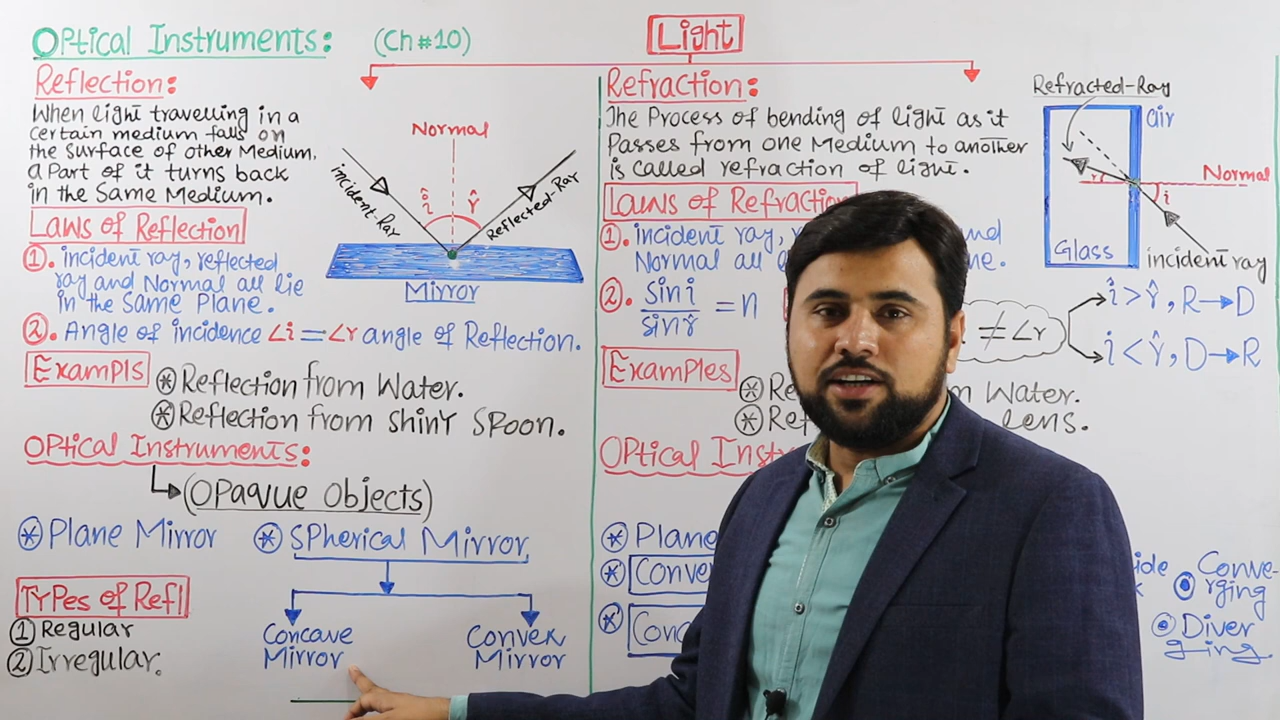 Optical Instruments: (Ch#10)
Light
Reflection:
When light travelling in a
certain medium falls on
the surface of other Medium,
a Part of it turns back
in the Same Medium.
Normal
incident-Ray
î
r̂
Reflected-Ray
Mirror
Laws of Reflection
1. incident ray, reflected
ray and Normal all lie
in the Same Plane.
2. Angle of incidence ∠i = ∠r angle of Reflection.
Exampls
* Reflection from Water.
* Reflection from Shiny Spoon.
Optical Instruments:
(Opaque Objects)
* Plane Mirror * Spherical Mirror
Concave
Mirror
Convex
Mirror
Types of Refl
1 Regular
2 Irregular.
Refraction:
The Process of bending of light as it
Passes from one Medium to another
is called refraction of light.
Refracted-Ray
air
Normal
r
i
Glass
incident ray
Laws of Refraction
1. incident ray, and
Normal all
2. sin i / sin r = n
≠ ∠r
î > r̂, R→D
i < r̂, D→R
Examples
* Water.
* lens.
Optical
* Plane
*
*
Conve-
rging
Diver
ging.